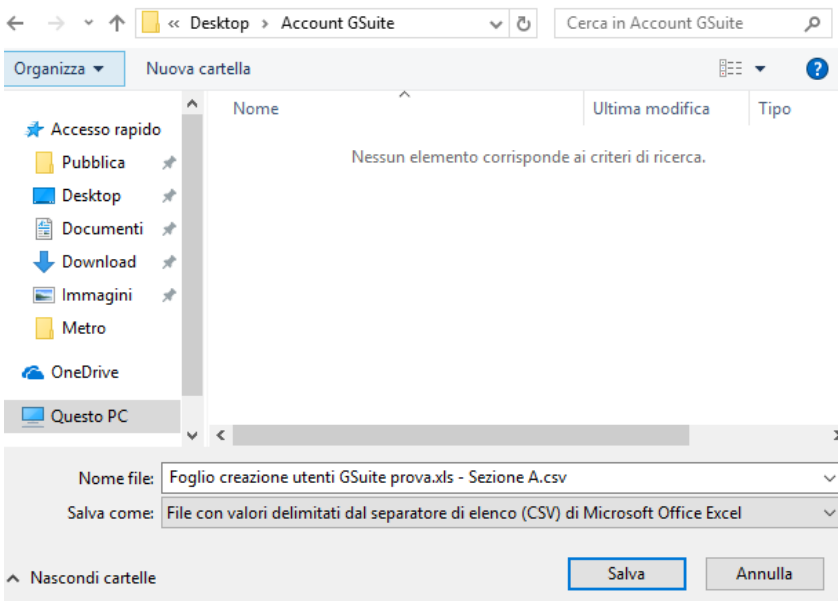 « Desktop › Account GSuite
Cerca in Account GSuite
Organizza
Nuova cartella
?
Nome
Ultima modifica
Tipo
Nessun elemento corrisponde ai criteri di ricerca.
Accesso rapido
Pubblica
Desktop
Documenti
Download
Immagini
Metro
OneDrive
Questo PC
Nome file: Foglio creazione utenti GSuite prova.xls - Sezione A.csv
Salva come: File con valori delimitati dal separatore di elenco (CSV) di Microsoft Office Excel
Nascondi cartelle
Salva
Annulla